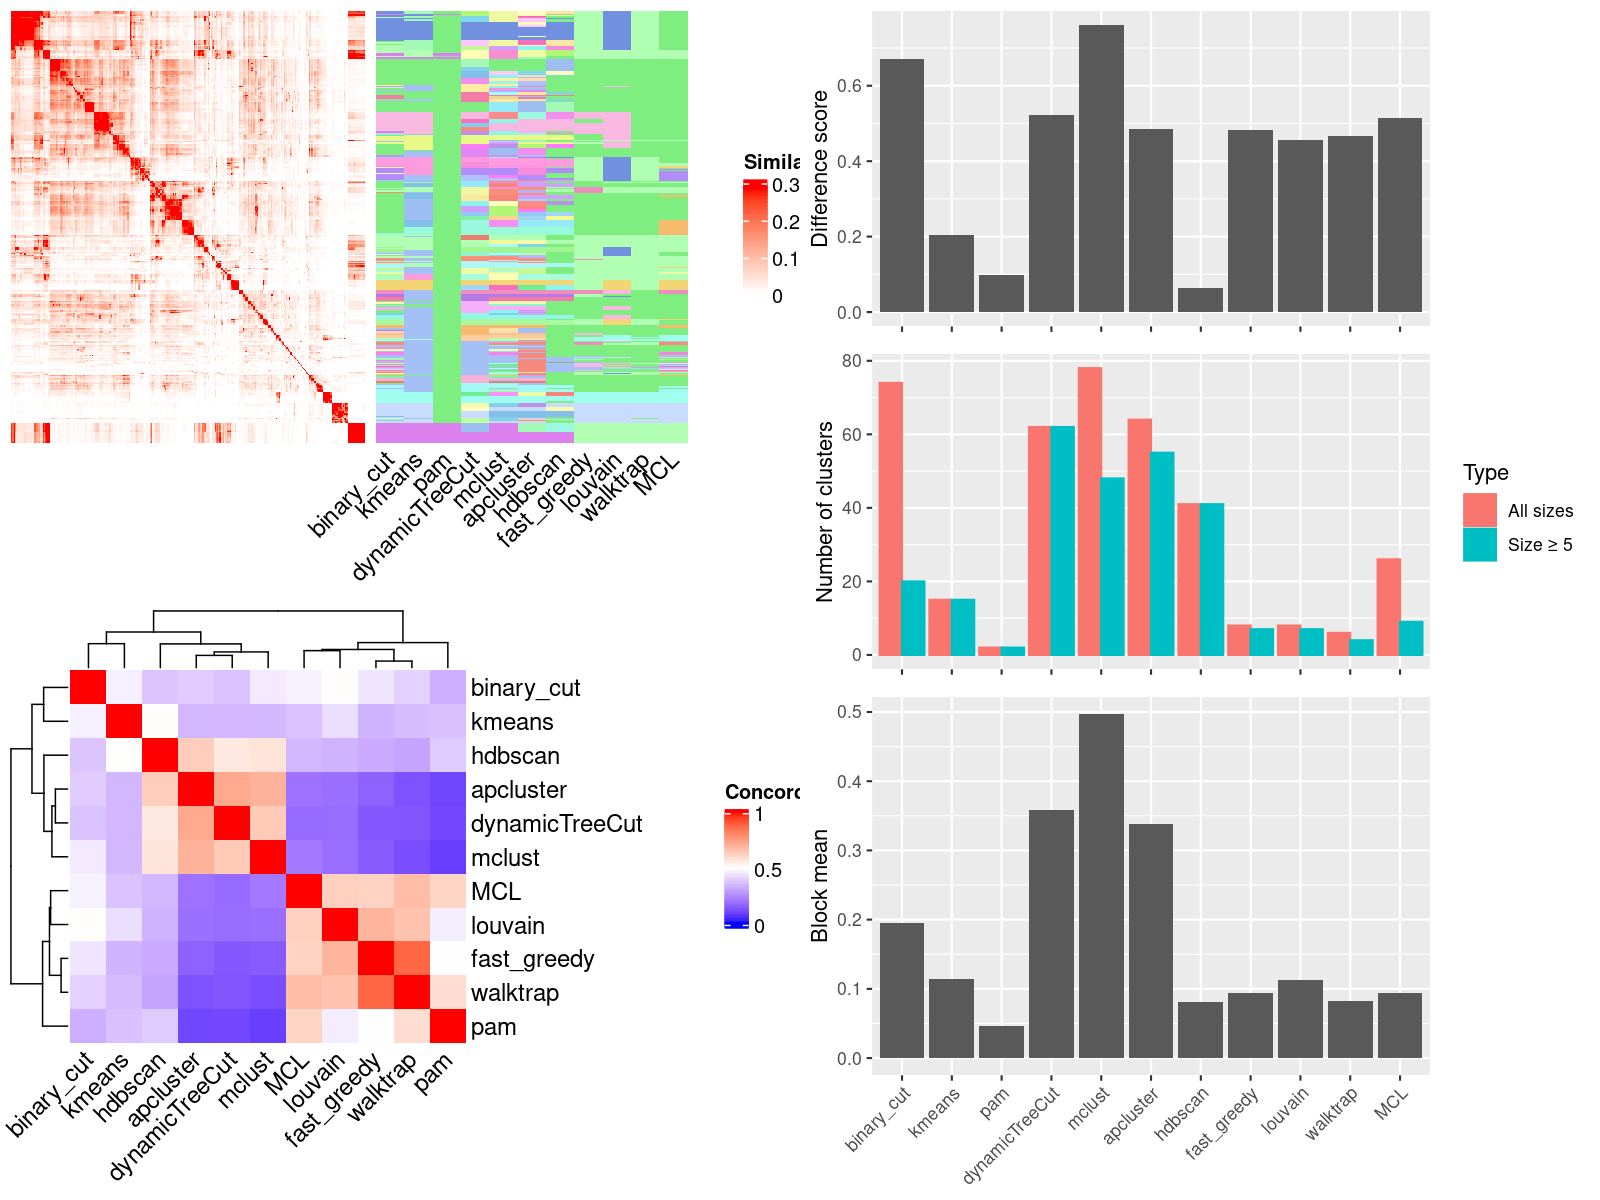 Simila
0.3
0.2
0.1
0
binary_cut
kmeans
pam
dynamicTreeCut
mclust
apcluster
hdbscan
fast_greedy
louvain
walktrap
MCL
binary_cut
kmeans
hdbscan
apcluster
dynamicTreeCut
mclust
MCL
louvain
fast_greedy
walktrap
pam
Concord
1
0.5
0
binary_cut
kmeans
hdbscan
apcluster
dynamicTreeCut
mclust
MCL
louvain
fast_greedy
walktrap
pam
Difference score
0.6
0.4
0.2
0.0
Number of clusters
80
60
40
20
0
Type
All sizes
Size ≥ 5
Block mean
0.5
0.4
0.3
0.2
0.1
0.0
binary_cut
kmeans
pam
dynamicTreeCut
mclust
apcluster
hdbscan
fast_greedy
louvain
walktrap
MCL